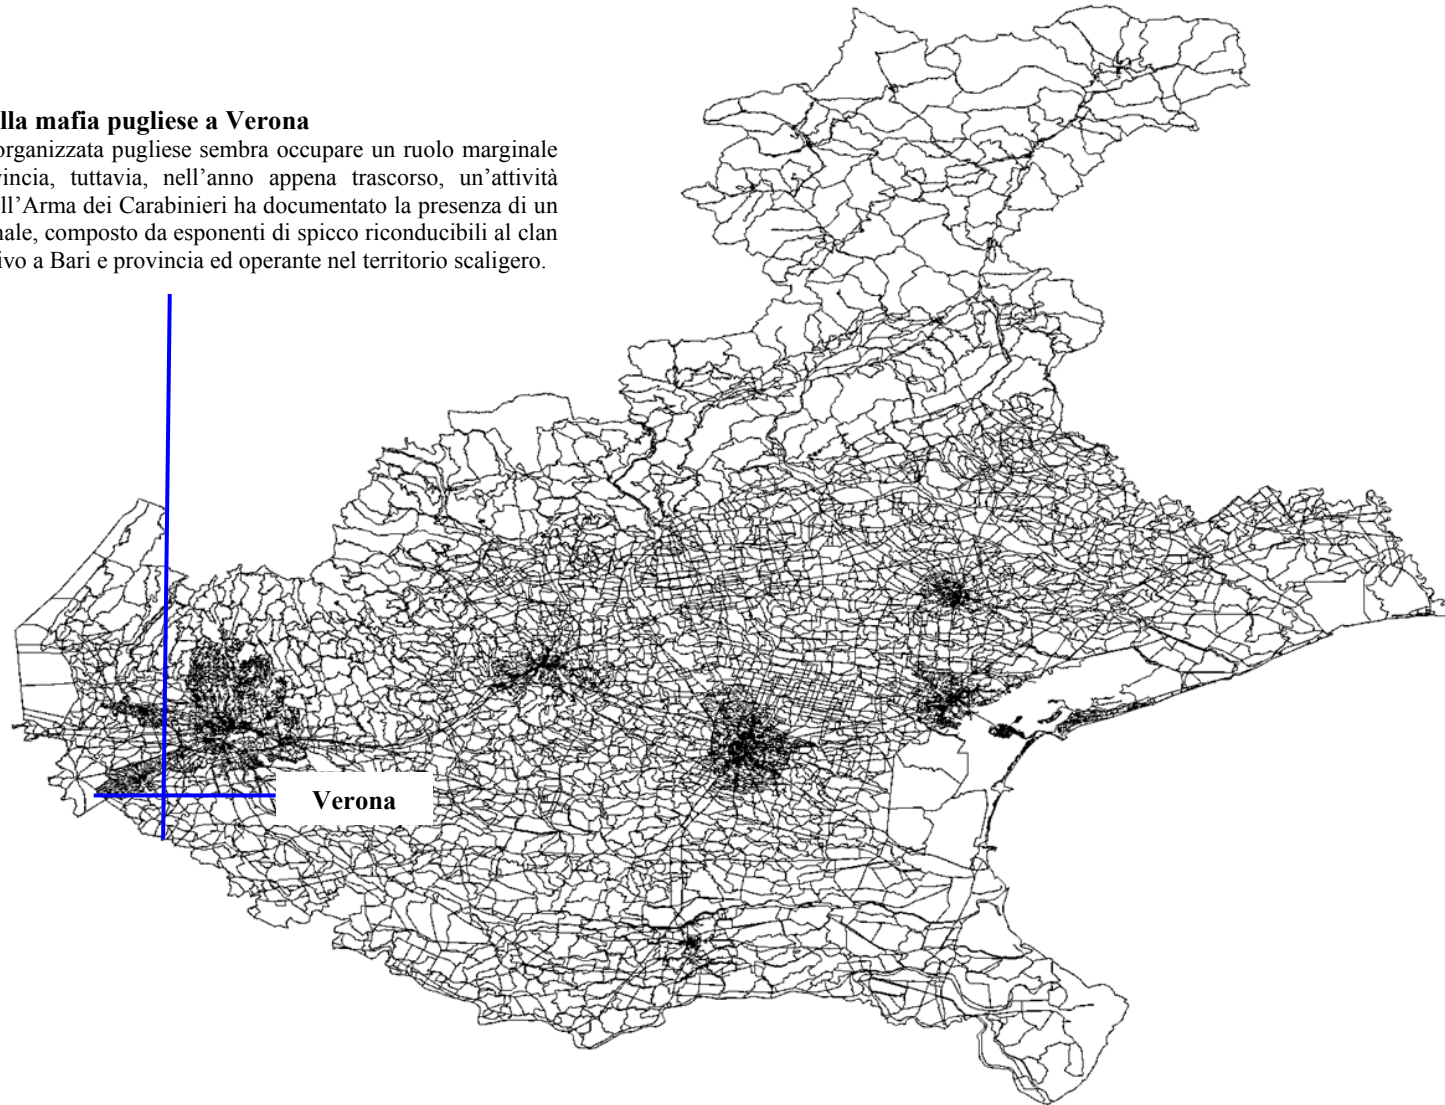 lla mafia pugliese a Verona
organizzata pugliese sembra occupare un ruolo marginale
vincia, tuttavia, nell’anno appena trascorso, un’attività
ll’Arma dei Carabinieri ha documentato la presenza di un
nale, composto da esponenti di spicco riconducibili al clan
ivo a Bari e provincia ed operante nel territorio scaligero.
Verona